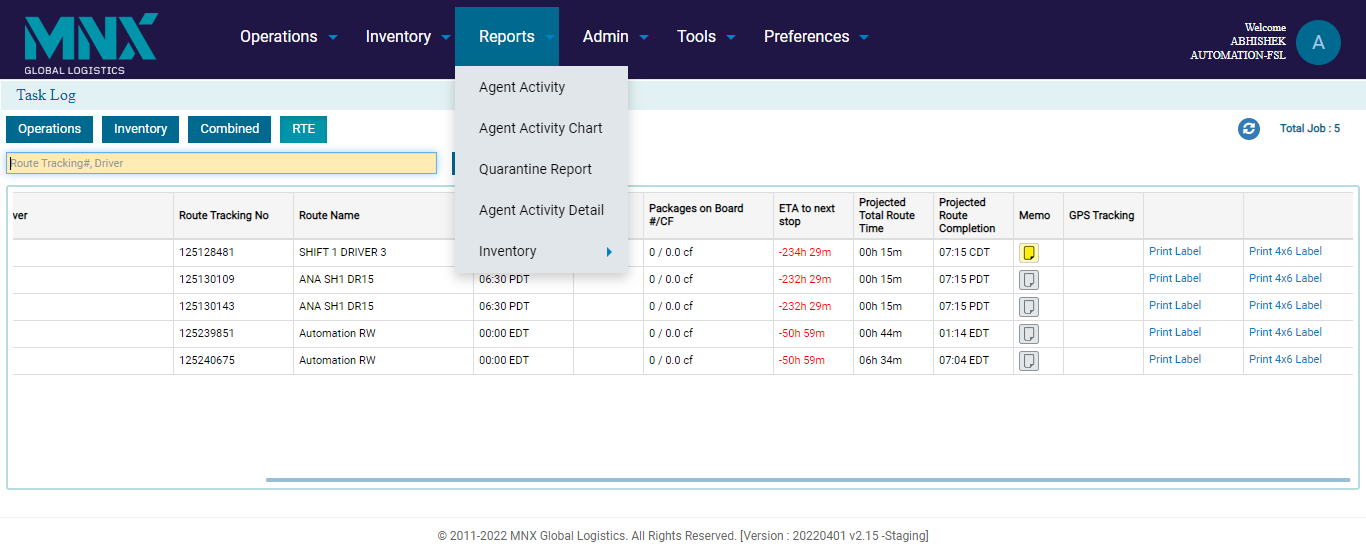 MNX
GLOBAL LOGISTICS
Operations
Inventory
Reports
Admin
Tools
Preferences
Welcome
ABHISHEK
AUTOMATION-FSL
A
Agent Activity
Agent Activity Chart
Quarantine Report
Agent Activity Detail
Inventory
Task Log
Operations
Inventory
Combined
RTE
Total Job : 5
Route Tracking#, Driver
ver
Route Tracking No
Route Name
Packages on Board
#/CF
ETA to next
stop
Projected
Total Route
Time
Projected
Route
Completion
Memo
GPS Tracking
125128481 SHIFT 1 DRIVER 3 0 / 0.0 cf -234h 29m 00h 15m 07:15 CDT Print Label Print 4x6 Label
125130109 ANA SH1 DR15 06:30 PDT 0 / 0.0 cf -232h 29m 00h 15m 07:15 PDT Print Label Print 4x6 Label
125130143 ANA SH1 DR15 06:30 PDT 0 / 0.0 cf -232h 29m 00h 15m 07:15 PDT Print Label Print 4x6 Label
125239851 Automation RW 00:00 EDT 0 / 0.0 cf -50h 59m 00h 44m 01:14 EDT Print Label Print 4x6 Label
125240675 Automation RW 00:00 EDT 0 / 0.0 cf -50h 59m 06h 34m 07:04 EDT Print Label Print 4x6 Label
© 2011-2022 MNX Global Logistics. All Rights Reserved. [Version : 20220401 v2.15 -Staging]